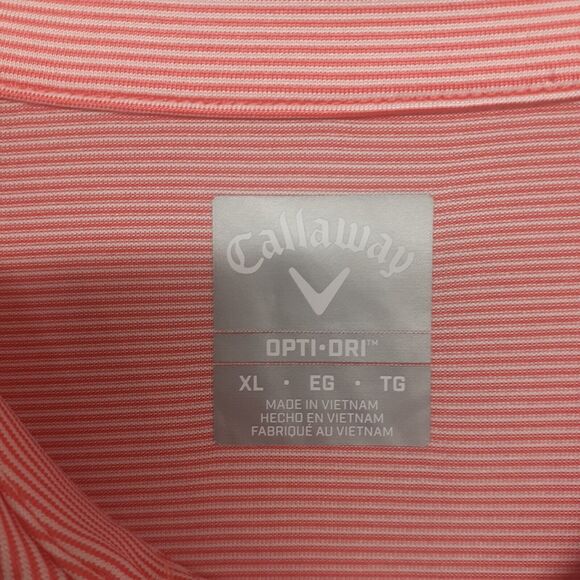 Callaway
OPTI•DRI™
XL • EG • TG
MADE IN VIETNAM
HECHO EN VIETNAM
FABRIQUÉ AU VIETNAM